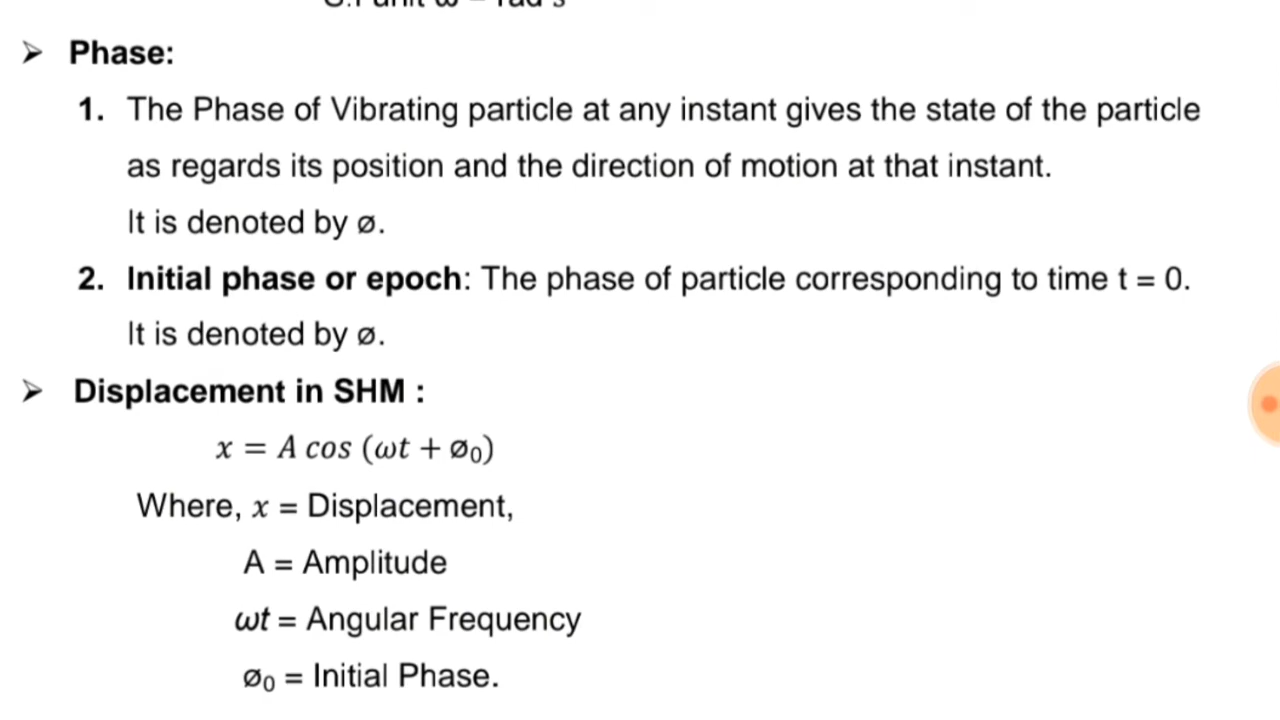 ➢ Phase:
1. The Phase of Vibrating particle at any instant gives the state of the particle
as regards its position and the direction of motion at that instant.
It is denoted by ø.
2. Initial phase or epoch: The phase of particle corresponding to time t = 0.
It is denoted by ø.
➢ Displacement in SHM :
x = A cos (ωt + ø₀)
Where, x = Displacement,
A = Amplitude
ωt = Angular Frequency
ø₀ = Initial Phase.